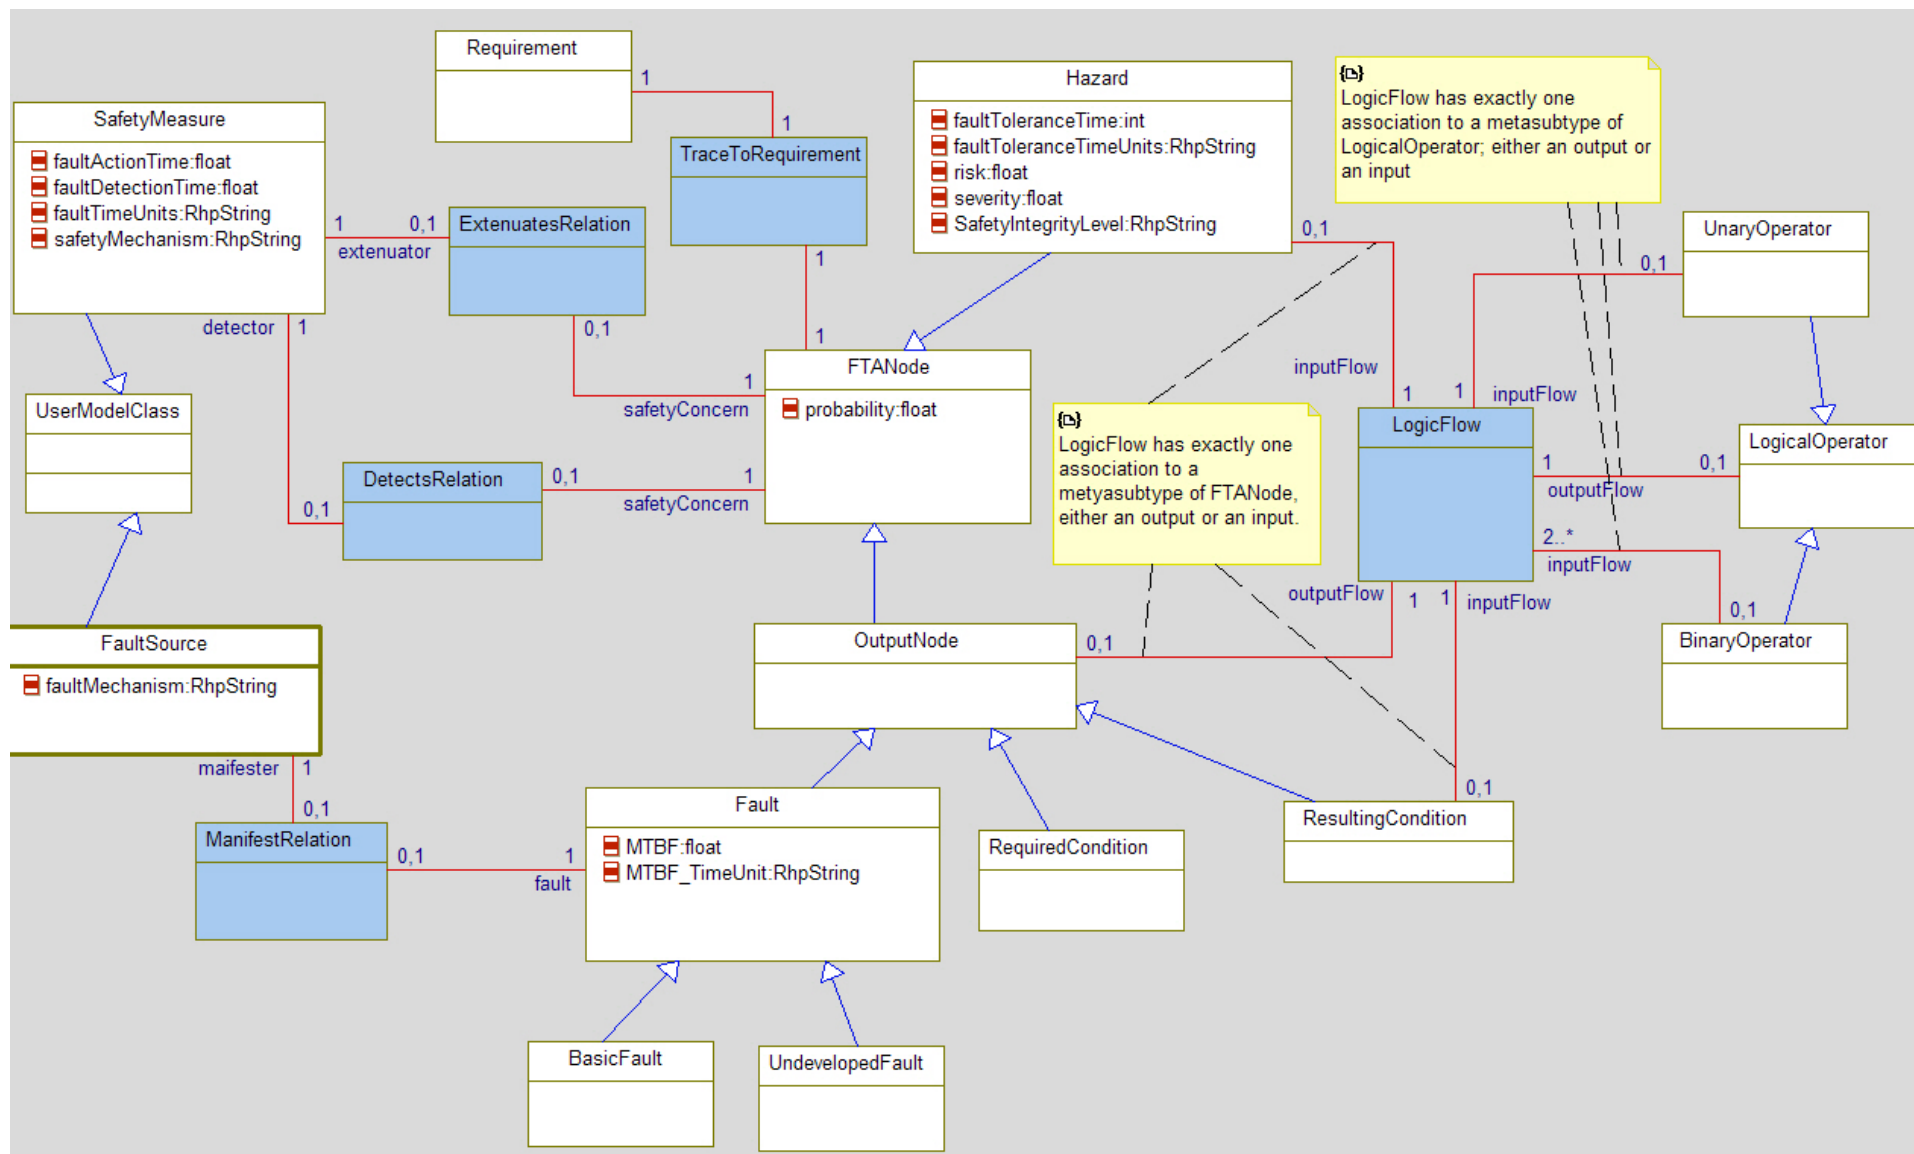 Requirement
1
1
TraceToRequirement
1
1
SafetyMeasure
faultActionTime:float
faultDetectionTime:float
faultTimeUnits:RhpString
safetyMechanism:RhpString
1
0,1
extenuator
ExtenuatesRelation
0,1
1
safetyConcern
detector
1
0,1
DetectsRelation
0,1
1
safetyConcern
UserModelClass
Hazard
faultToleranceTime:int
faultToleranceTimeUnits:RhpString
risk:float
severity:float
SafetyIntegrityLevel:RhpString
0,1
inputFlow
1
FTANode
probability:float
LogicFlow has exactly one
association to a metasubtype of
LogicalOperator; either an output or
an input
UnaryOperator
0,1
1
inputFlow
LogicFlow
LogicalOperator
1
0,1
outputFlow
2..*
inputFlow
0,1
BinaryOperator
LogicFlow has exactly one
association to a
metyasubtype of FTANode,
either an output or an input.
outputFlow
1
1
inputFlow
OutputNode
0,1
0,1
ResultingCondition
RequiredCondition
FaultSource
faultMechanism:RhpString
maifester
1
0,1
ManifestRelation
0,1
1
fault
Fault
MTBF:float
MTBF_TimeUnit:RhpString
BasicFault
UndevelopedFault